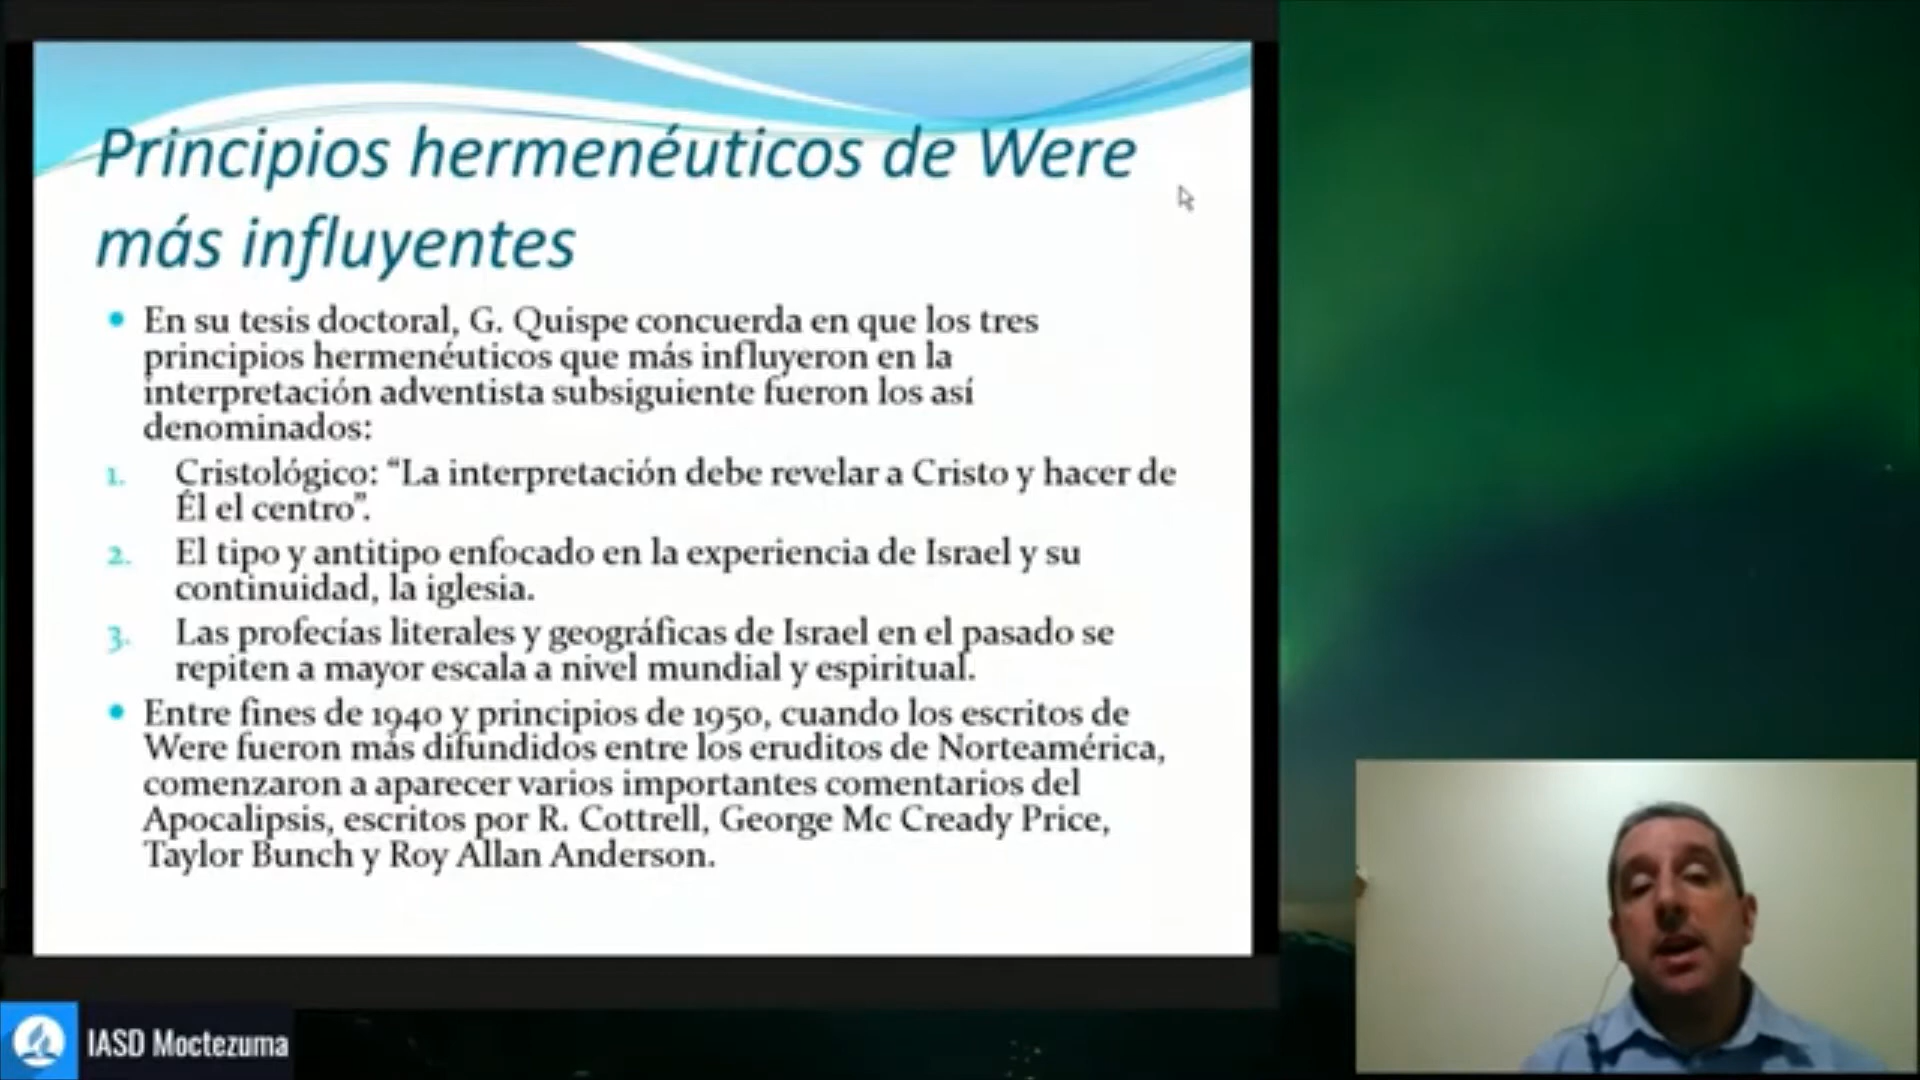 Principios hermenéuticos de Were
más influyentes
• En su tesis doctoral, G. Quispe concuerda en que los tres
principios hermenéuticos que más influyeron en la
interpretación adventista subsiguiente fueron los así
denominados:
1. Cristológico: “La interpretación debe revelar a Cristo y hacer de
Él el centro”.
2. El tipo y antitipo enfocado en la experiencia de Israel y su
continuidad, la iglesia.
3. Las profecías literales y geográficas de Israel en el pasado se
repiten a mayor escala a nivel mundial y espiritual.
• Entre fines de 1940 y principios de 1950, cuando los escritos de
Were fueron más difundidos entre los eruditos de Norteamérica,
comenzaron a aparecer varios importantes comentarios del
Apocalipsis, escritos por R. Cottrell, George Mc Cready Price,
Taylor Bunch y Roy Allan Anderson.
IASD Moctezuma